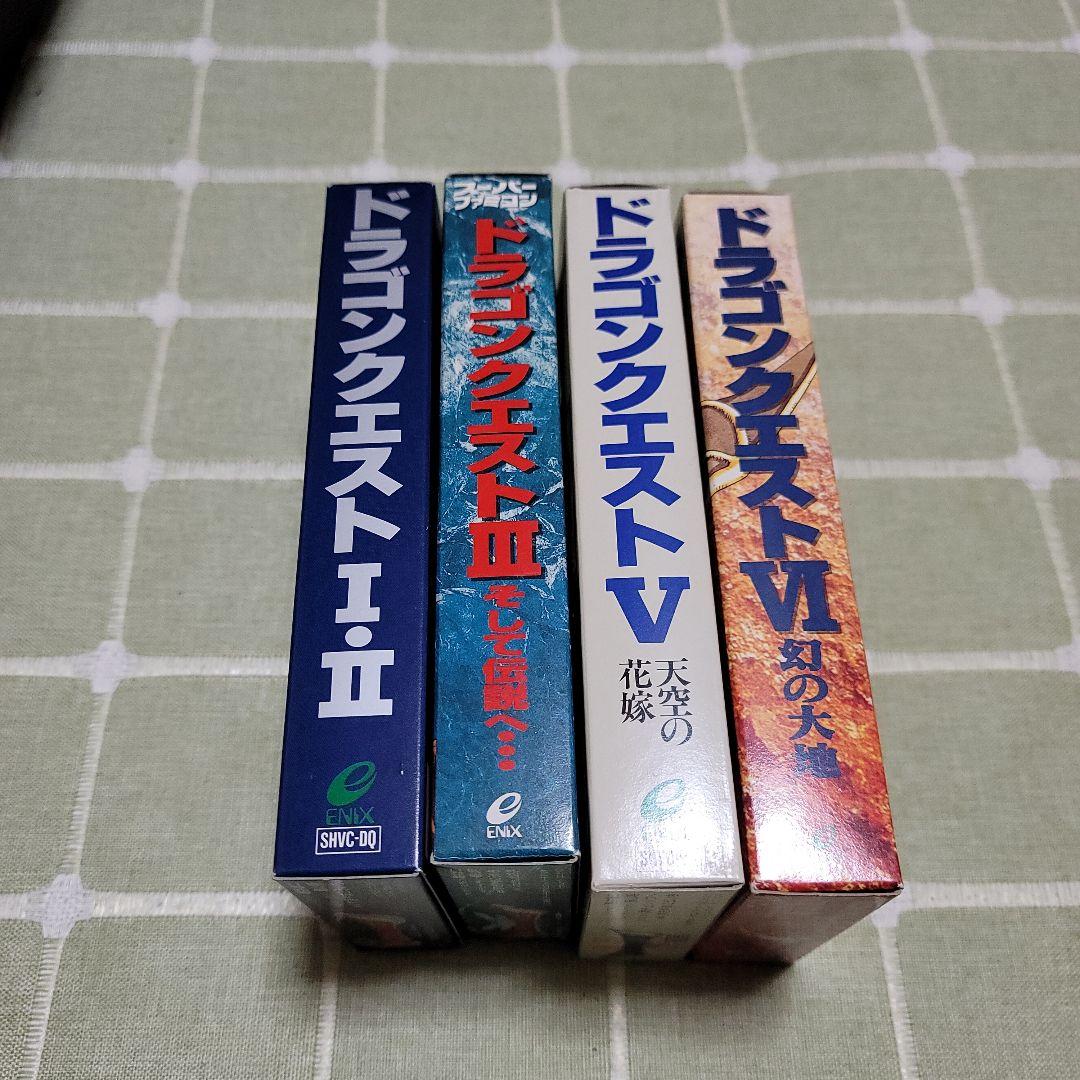 ドラゴンクエストI・II
ENIX
SHVC-DQ
スーパー
ファミコン
ドラゴンクエストIII
そして伝説へ…
ENIX
ドラゴンクエストV
天空の
花嫁
ドラゴンクエストVI
幻の大地